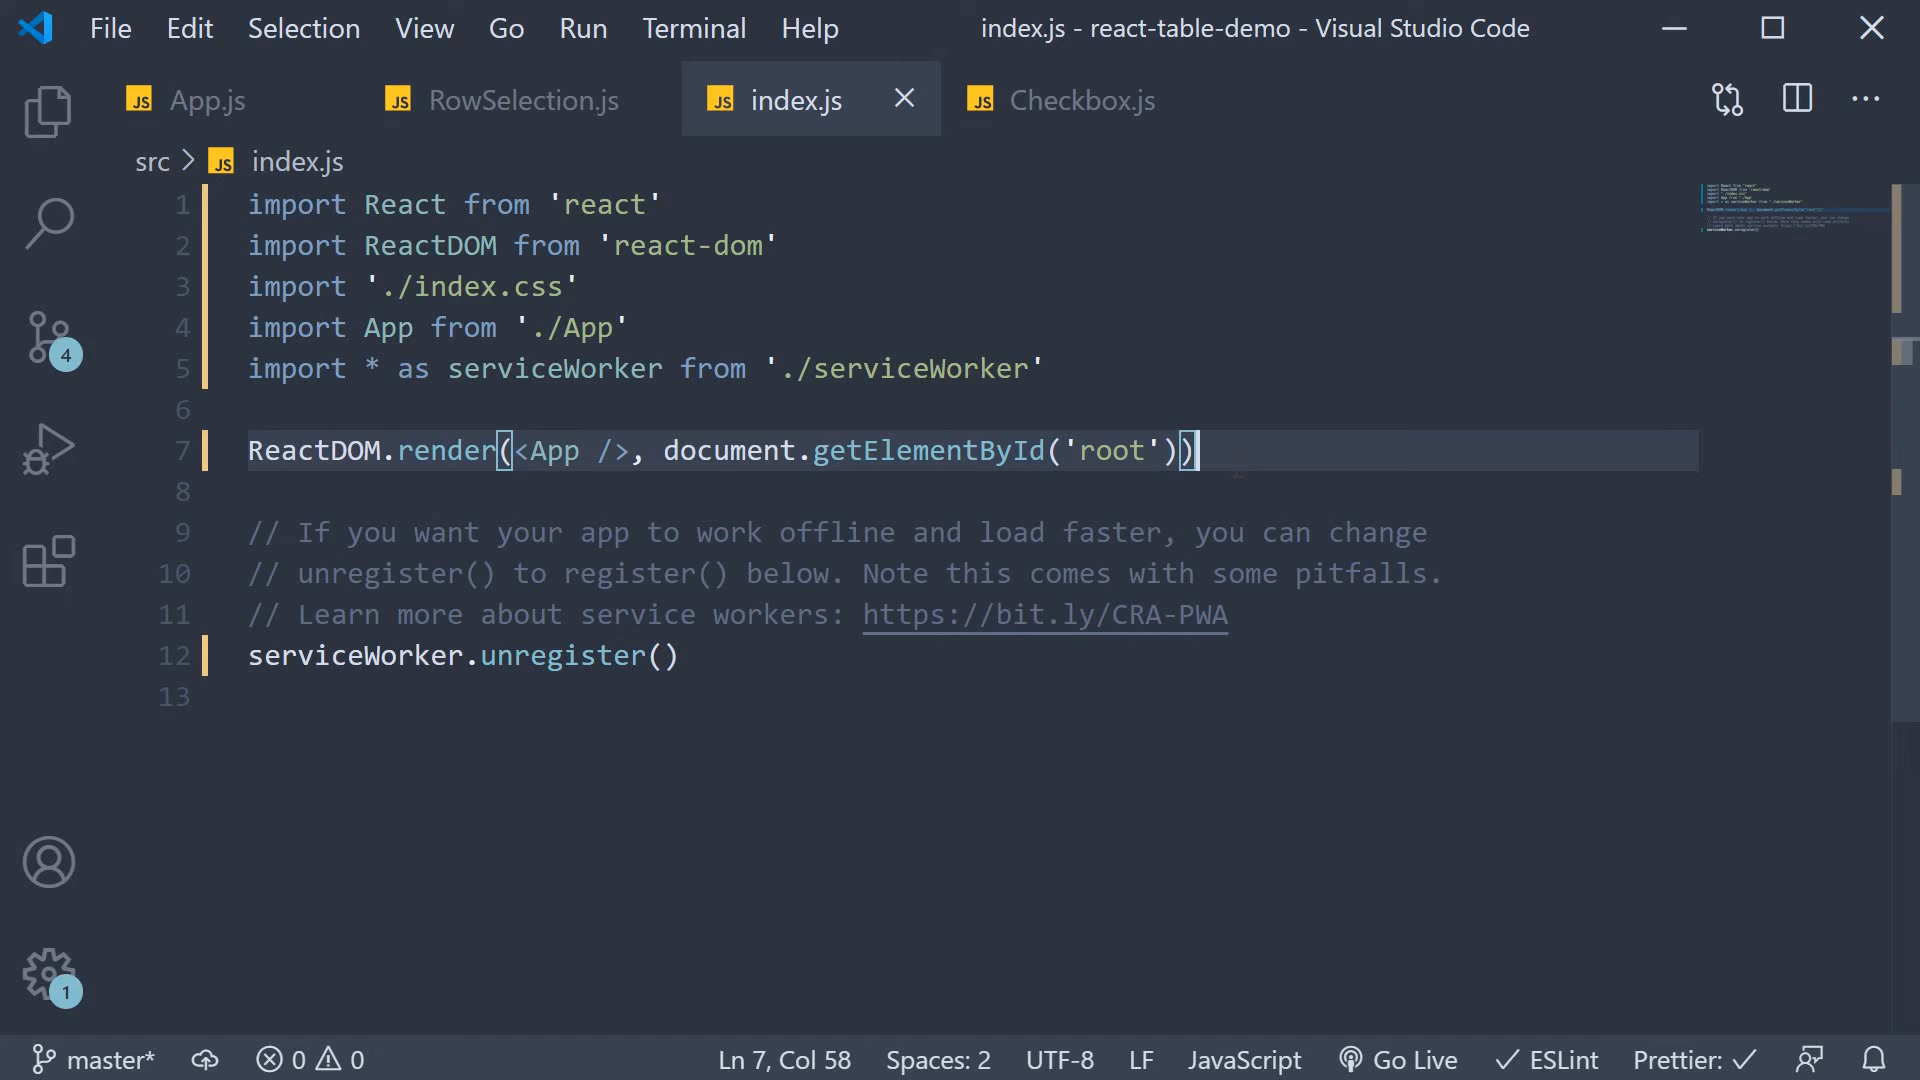 File Edit Selection View Go Run Terminal Help index.js - react-table-demo - Visual Studio Code
JS App.js JS RowSelection.js JS index.js JS Checkbox.js
src JS index.js
1 import React from 'react'
2 import ReactDOM from 'react-dom'
3 import './index.css'
4 import App from './App'
5 import * as serviceWorker from './serviceWorker'
6
7 ReactDOM.render(<App />, document.getElementById('root'))
8
9 // If you want your app to work offline and load faster, you can change
10 // unregister() to register() below. Note this comes with some pitfalls.
11 // Learn more about service workers: https://bit.ly/CRA-PWA
12 serviceWorker.unregister()
13
4
1
master* 0 0 Ln 7, Col 58 Spaces: 2 UTF-8 LF JavaScript Go Live ESLint Prettier: